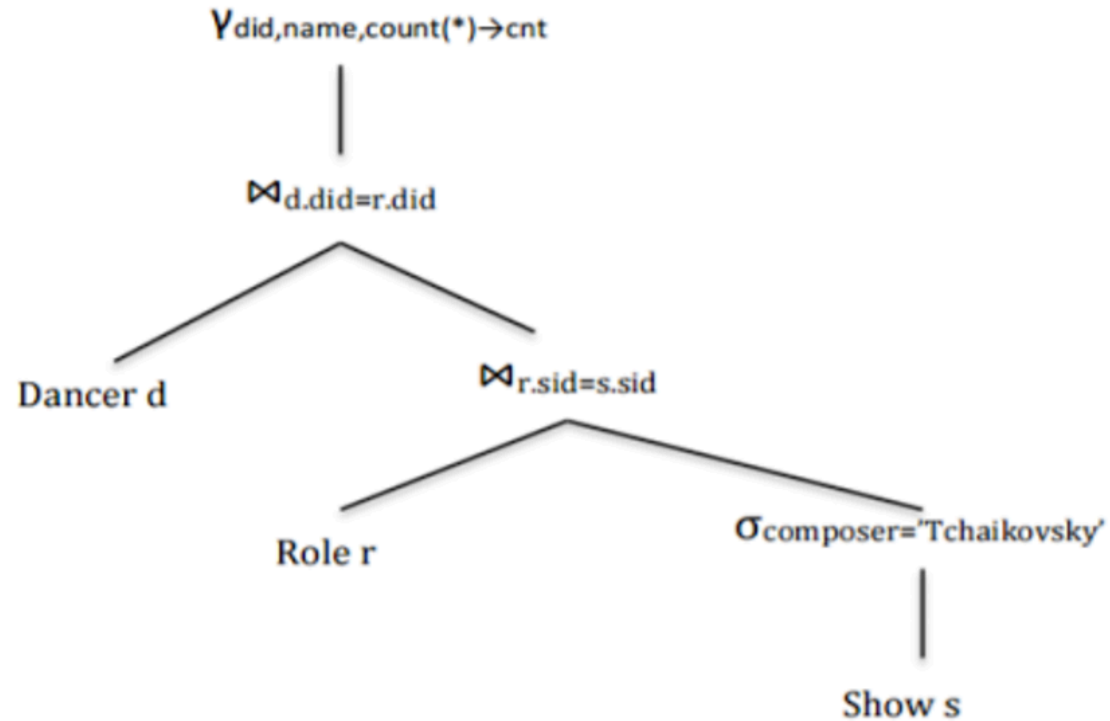 γdid,name,count(*)→cnt
⋈d.did=r.did
Dancer d
⋈r.sid=s.sid
Role r
σcomposer='Tchaikovsky'
Show s